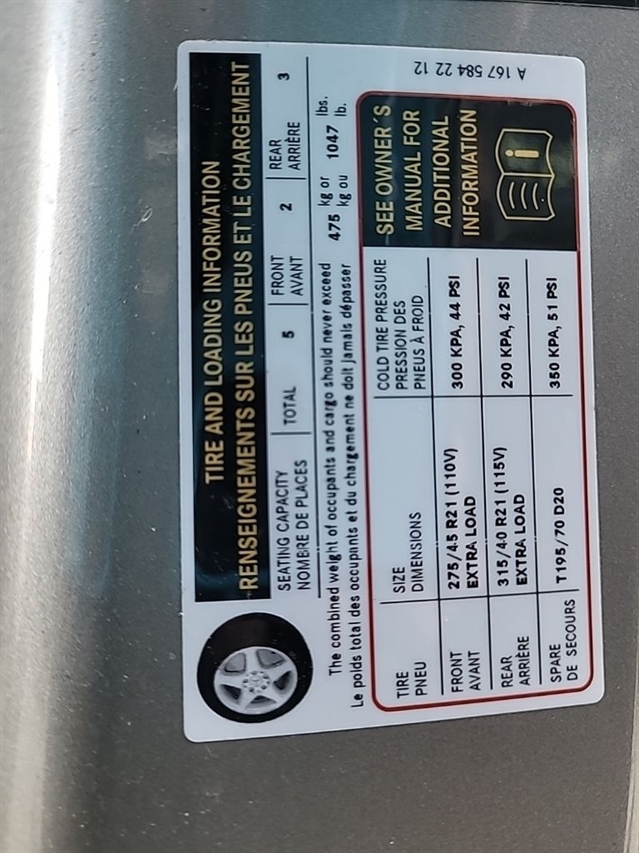 TIRE AND LOADING INFORMATION
RENSEIGNEMENTS SUR LES PNEUS ET LE CHARGEMENT
SEATING CAPACITY TOTAL 5 FRONT 2 REAR 3
NOMBRE DE PLACES AVANT ARRIÈRE
The combined weight of occupants and cargo should never exceed 475 kg or 1047 lbs.
Le poids total des occupants et du chargement ne doit jamais dépasser kg ou lb.
TIRE SIZE COLD TIRE PRESSURE
PNEU DIMENSIONS PRESSION DES
PNEUS À FROID
FRONT 275/45 R21 (110V) 300 KPA, 44 PSI
AVANT EXTRA LOAD
REAR 315/40 R21 (115V) 290 KPA, 42 PSI
ARRIÈRE EXTRA LOAD
SPARE T195/70 D20 350 KPA, 51 PSI
DE SECOURS
SEE OWNER´S
MANUAL FOR
ADDITIONAL
INFORMATION
i
A 167 584 22 12